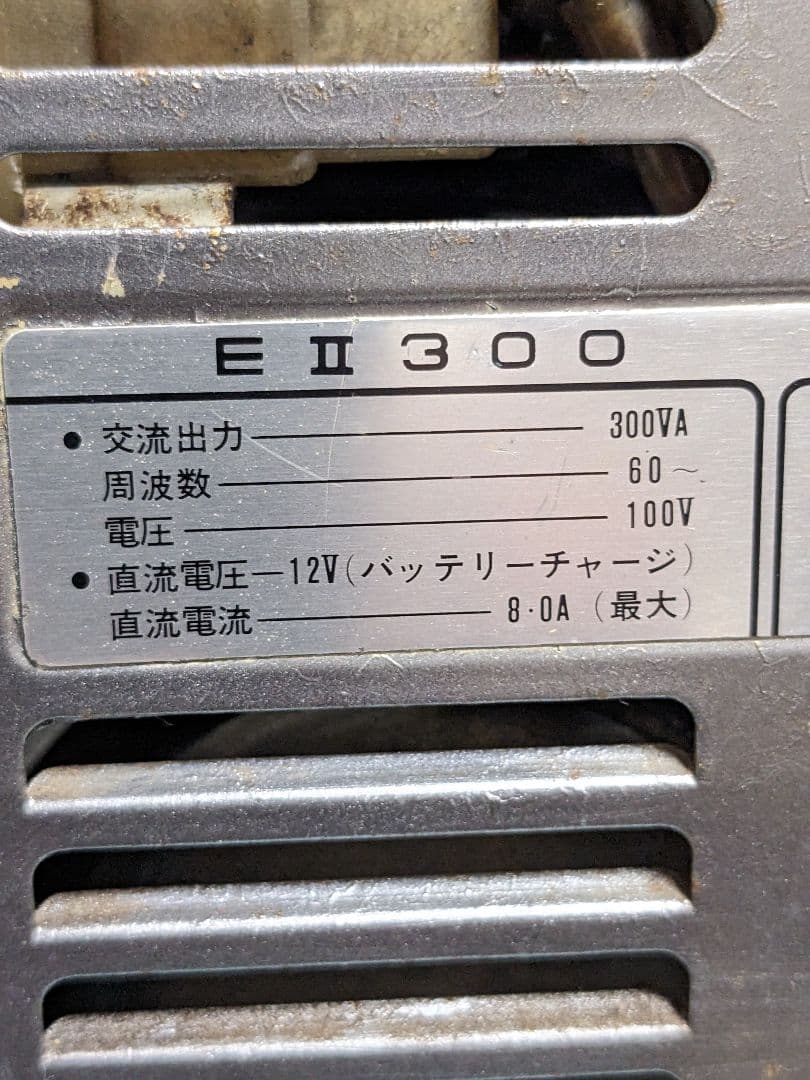 EⅡ300
● 交流出力 300VA
周波数 60～
電圧 100V
● 直流電圧 12V(バッテリーチャージ)
直流電流 8·0A (最大)